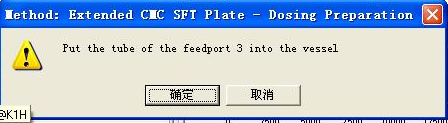 Method: Extended CMC SFT Plate - Dosing Preparation
Put the tube of the feedport 3 into the vessel
确定 取消
@K1H